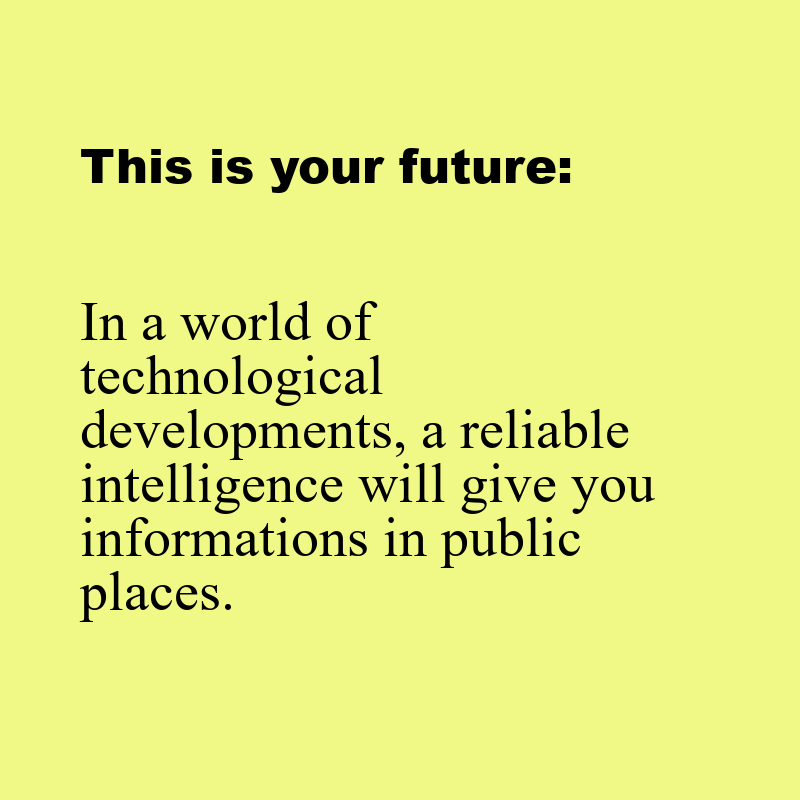 This is your future:
In a world of
technological
developments, a reliable
intelligence will give you
informations in public
places.